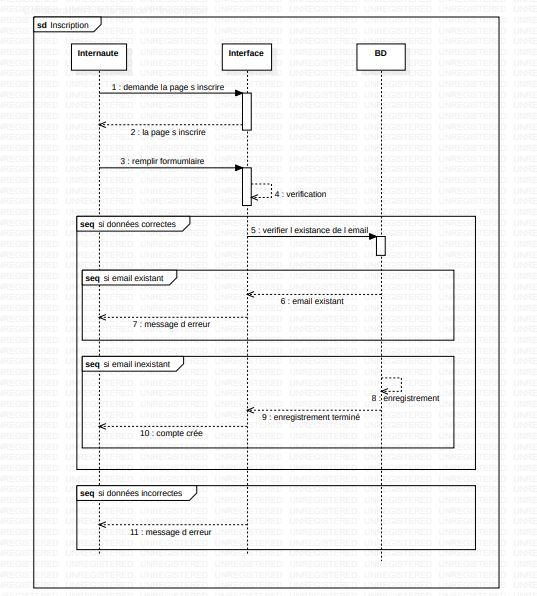 sd Inscription
Internaute
Interface
BD
1 : demande la page s inscrire
2 : la page s inscrire
3 : remplir formumlaire
4 : verification
seq si données correctes
5 : verifier l existance de l email
seq si email existant
6 : email existant
7 : message d erreur
seq si email inexistant
8 : enregistrement
9 : enregistrement terminé
10 : compte crée
seq si données incorrectes
11 : message d erreur